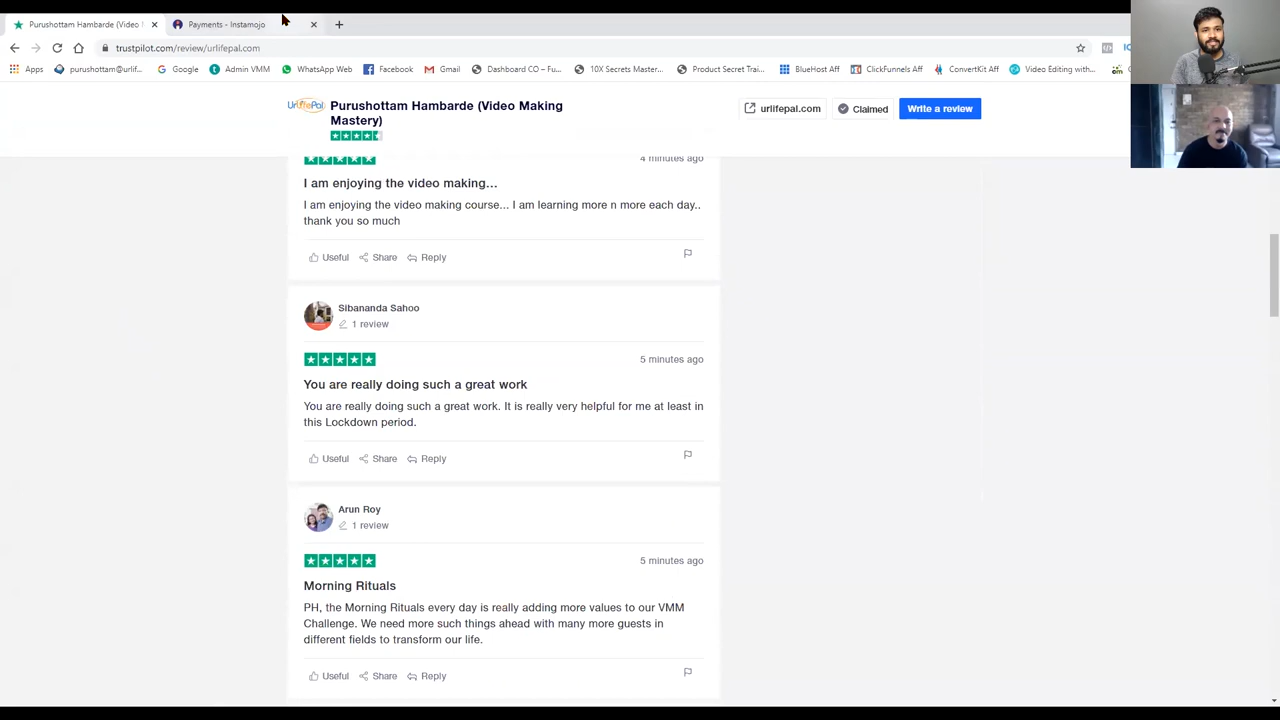 Purushottam Hambarde (Video
Payments - Instamojo
trustpilot.com/review/urlifepal.com
Apps
purushottam@urlif...
Google
Admin VMM
WhatsApp Web
Facebook
Gmail
Dashboard CO – Fu...
10X Secrets Master...
Product Secret Trai...
BlueHost Aff
ClickFunnels Aff
ConvertKit Aff
Video Editing with...
UrlifePal
Purushottam Hambarde (Video Making
Mastery)
urlifepal.com
Claimed
Write a review
4 minutes ago
I am enjoying the video making...
I am enjoying the video making course... I am learning more n more each day..
thank you so much
Useful Share Reply
Sibananda Sahoo
1 review
5 minutes ago
You are really doing such a great work
You are really doing such a great work. It is really very helpful for me at least in
this Lockdown period.
Useful Share Reply
Arun Roy
1 review
5 minutes ago
Morning Rituals
PH, the Morning Rituals every day is really adding more values to our VMM
Challenge. We need more such things ahead with many more guests in
different fields to transform our life.
Useful Share Reply